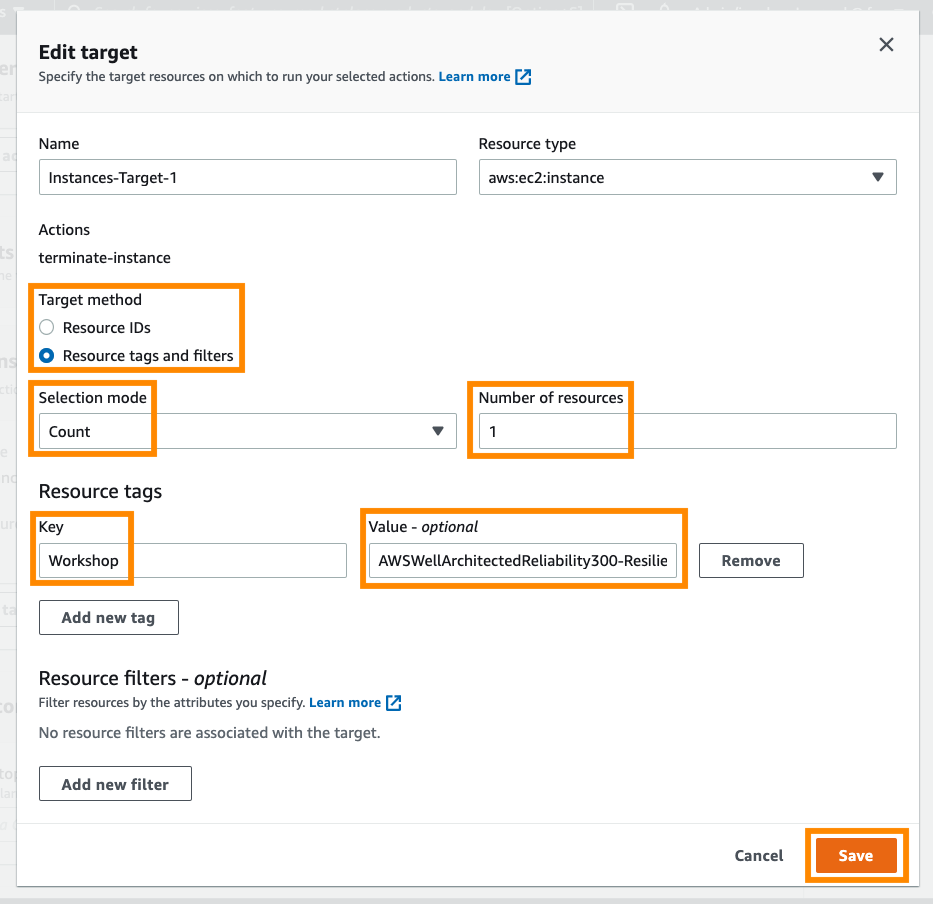 Edit target
Specify the target resources on which to run your selected actions. Learn more
Name
Resource type
Instances-Target-1
aws:ec2:instance
Actions
terminate-instance
Target method
Resource IDs
Resource tags and filters
Selection mode
Number of resources
Count
1
Resource tags
Key
Value - optional
Workshop
AWSWellArchitectedReliability300-Resilie
Remove
Add new tag
Resource filters - optional
Filter resources by the attributes you specify. Learn more
No resource filters are associated with the target.
Add new filter
Cancel
Save